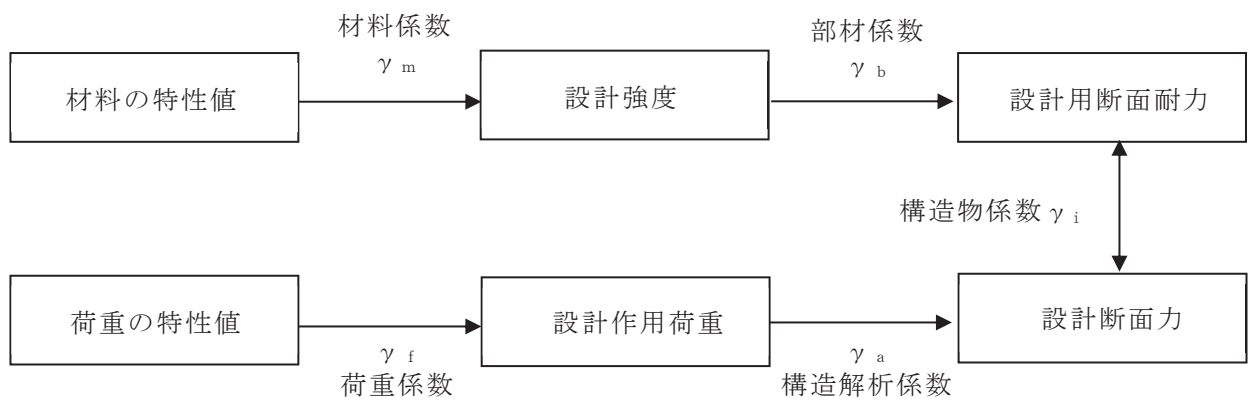 材料係数
γ m
部材係数
γ b
材料の特性値
設計強度
設計用断面耐力
構造物係数 γ i
荷重の特性値
設計作用荷重
設計断面力
γ f
荷重係数
γ a
構造解析係数